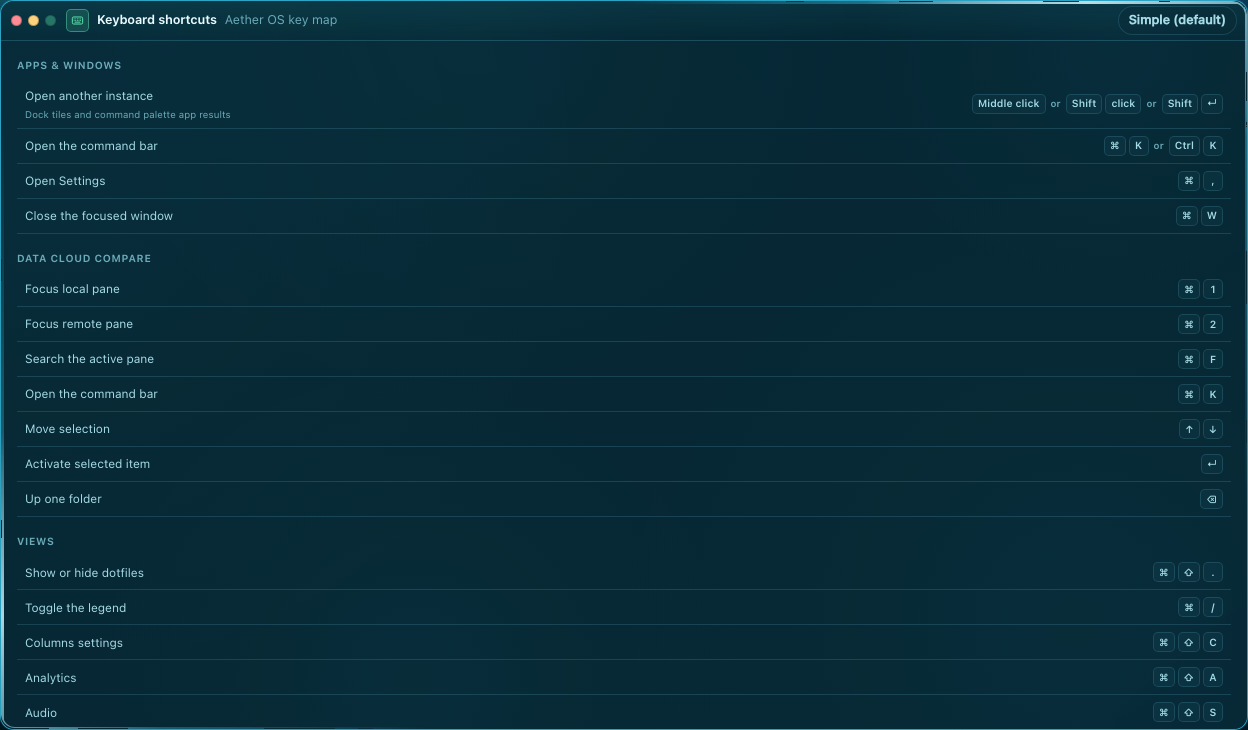 Keyboard shortcuts Aether OS key map Simple (default)
APPS & WINDOWS
Open another instance
Dock tiles and command palette app results
Middle click or Shift click or Shift ↵
Open the command bar ⌘ K or Ctrl K
Open Settings ⌘ ,
Close the focused window ⌘ W
DATA CLOUD COMPARE
Focus local pane ⌘ 1
Focus remote pane ⌘ 2
Search the active pane ⌘ F
Open the command bar ⌘ K
Move selection ↑ ↓
Activate selected item ↵
Up one folder ⌫
VIEWS
Show or hide dotfiles ⌘ ⇧ .
Toggle the legend ⌘ /
Columns settings ⌘ ⇧ C
Analytics ⌘ ⇧ A
Audio ⌘ ⇧ S